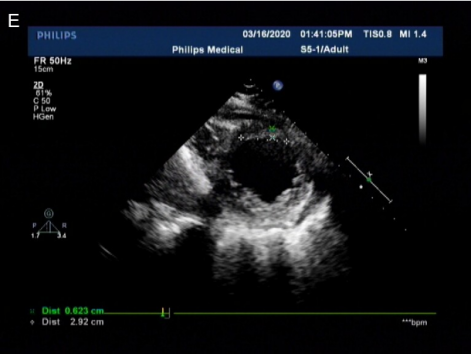 E
PHILIPS 03/16/2020 01:41:05PM TIS0.8 MI 1.4
Philips Medical S5-1/Adult
FR 50Hz
15cm
M3
2D
61%
C 50
P Low
HGen
G
P R
1.7 3.4
Dist 0.623 cm
Dist 2.92 cm
***bpm